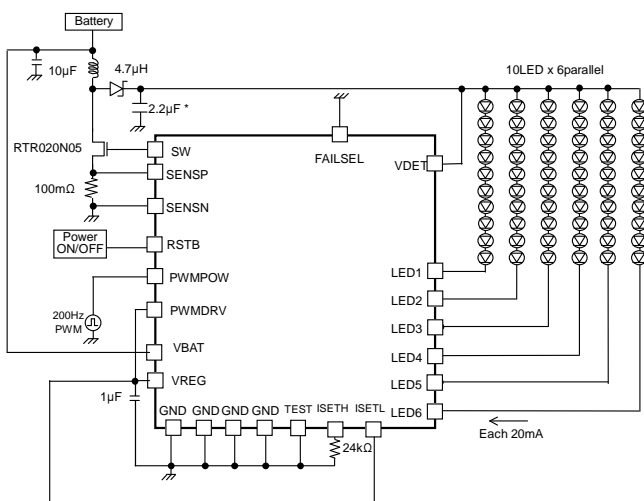 Battery
10µF
4.7µH
10LED x 6parallel
2.2µF *
RTR020N05
SW
FAILSEL
VDET
SENSP
100mΩ
SENSN
Power
ON/OFF
RSTB
LED1
PWMPOW
LED2
200Hz
PWM
PWMDRV
LED3
VBAT
LED4
VREG
LED5
1µF
GND GND GND GND TEST ISETH ISETL
LED6
24kΩ
Each 20mA